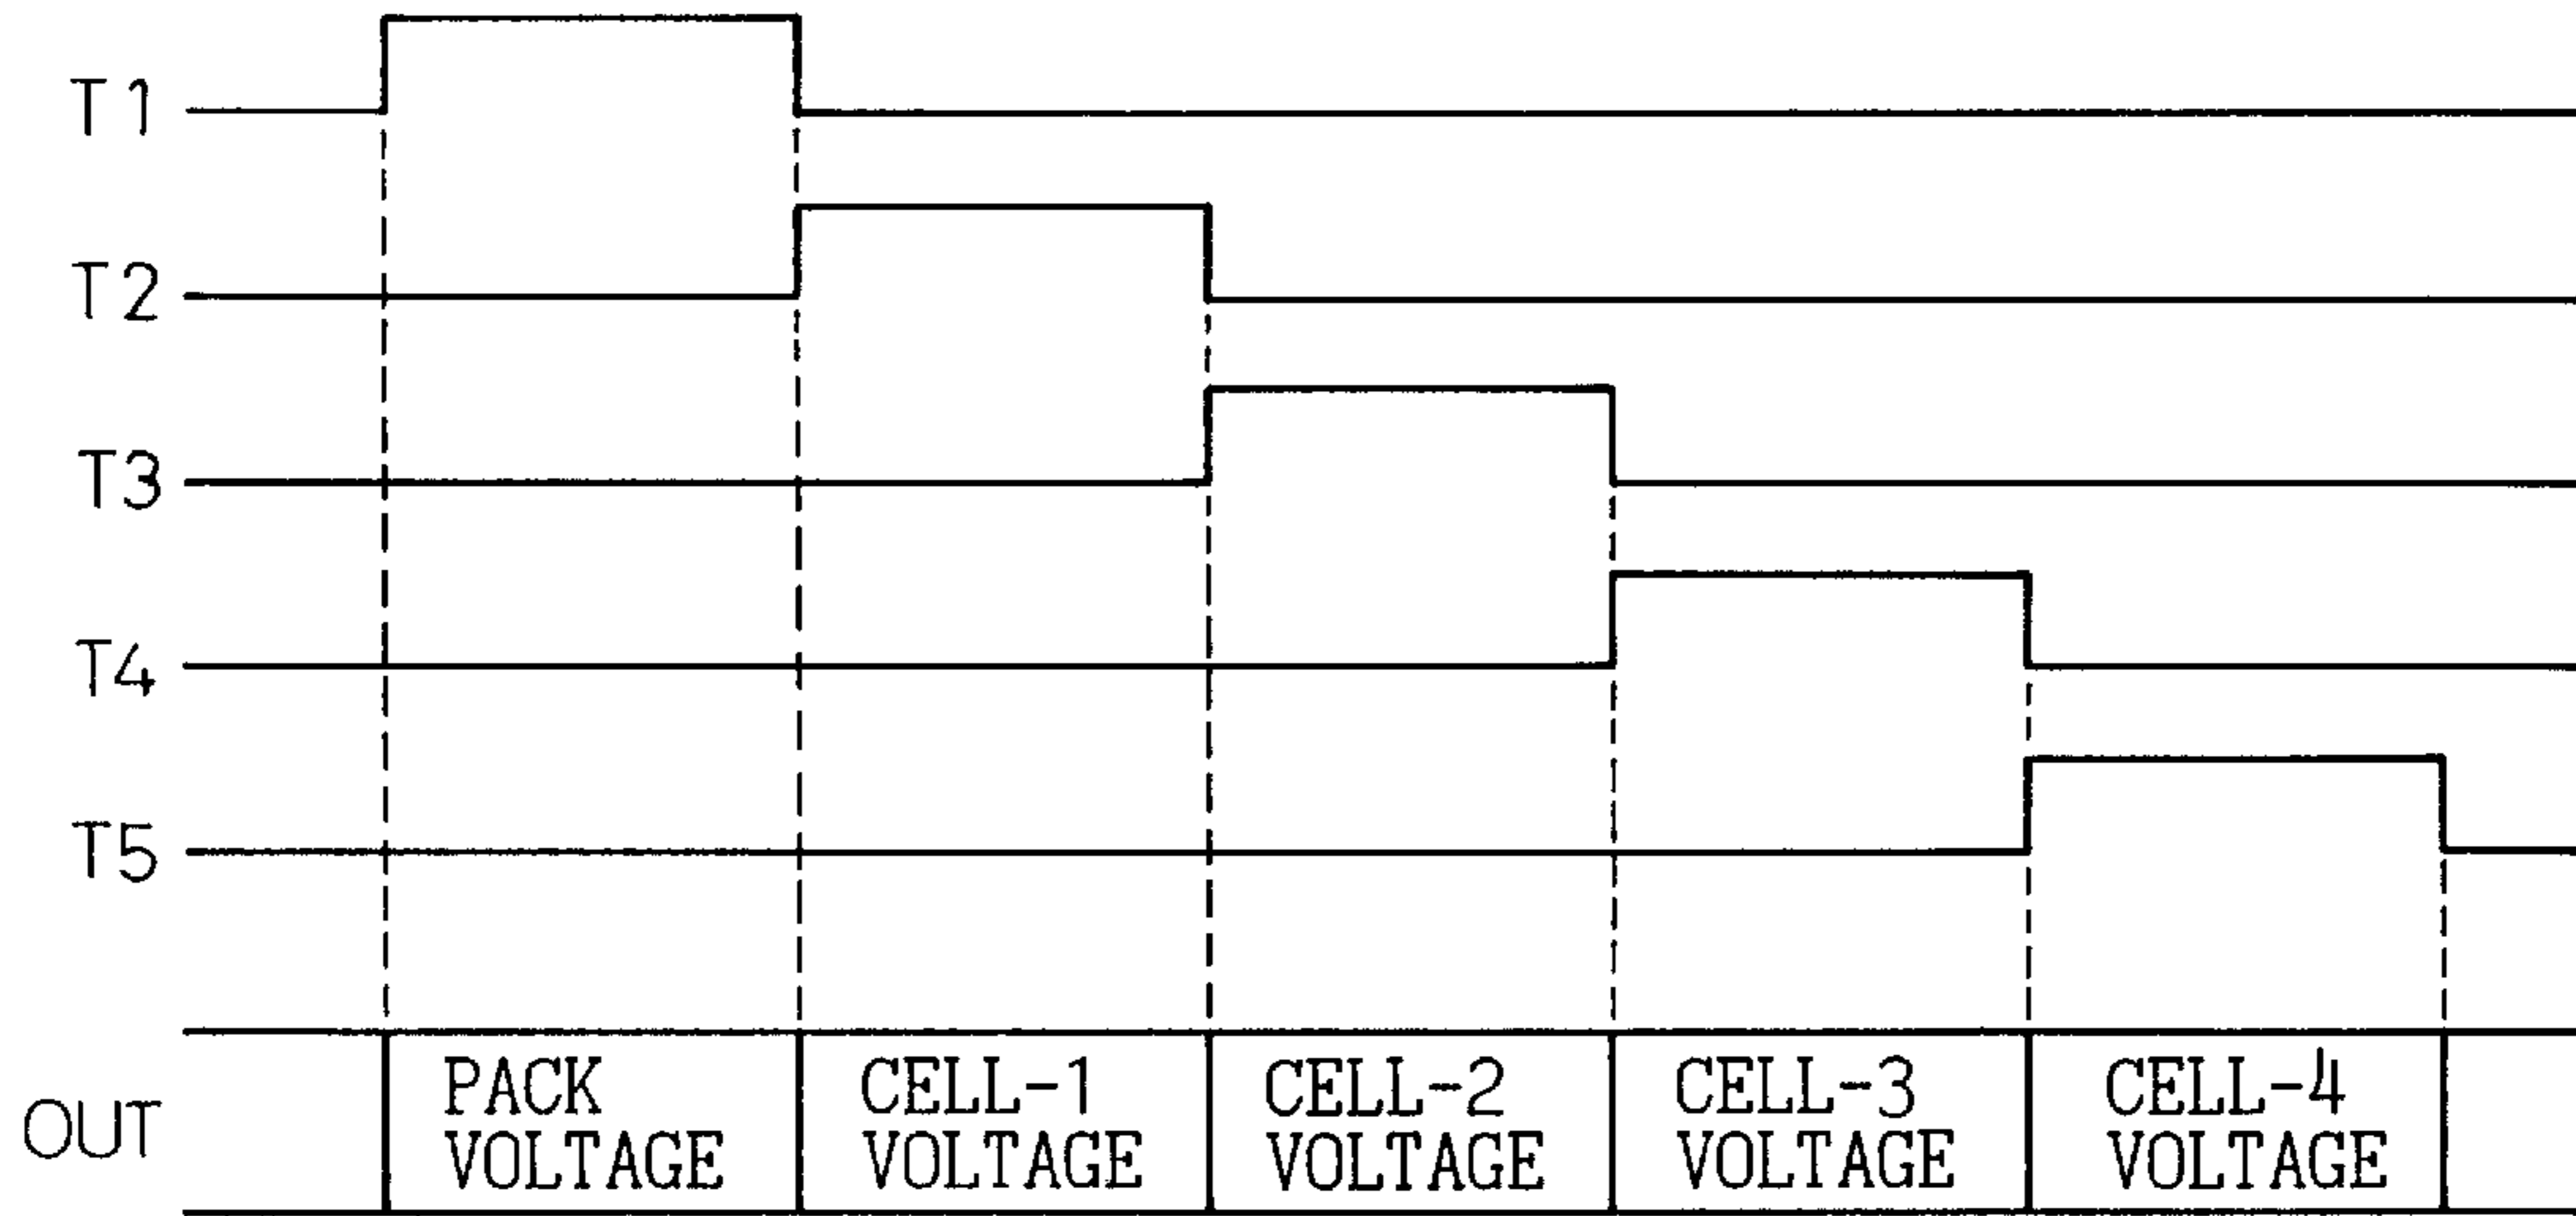 T1
T2
T3
T4
T5
OUT
PACK
VOLTAGE
CELL-1
VOLTAGE
CELL-2
VOLTAGE
CELL-3
VOLTAGE
CELL-4
VOLTAGE